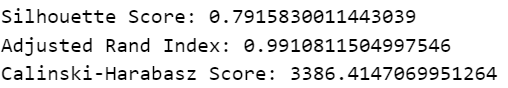 Silhouette Score: 0.7915830011443039
Adjusted Rand Index: 0.9910811504997546
Calinski-Harabasz Score: 3386.4147069951264